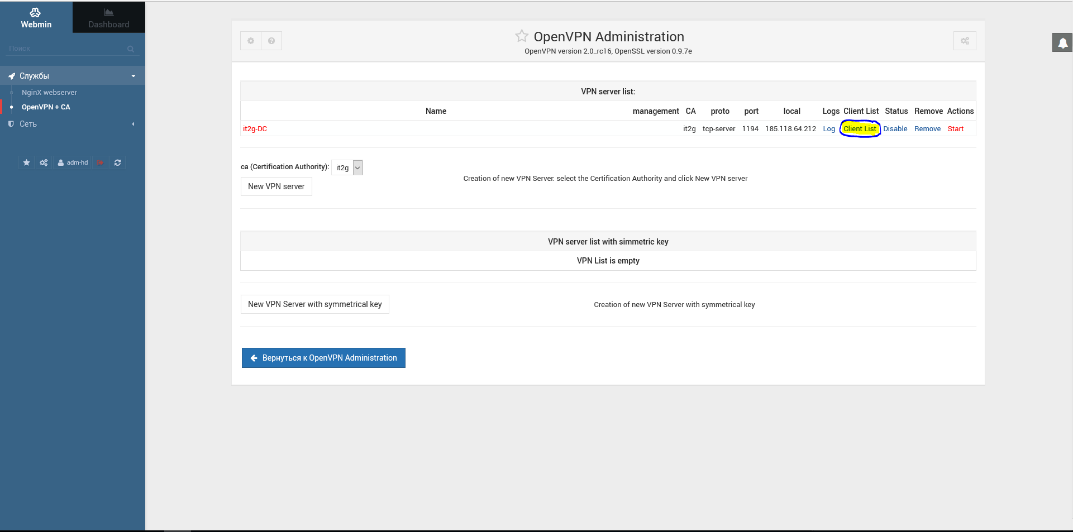 Webmin
Dashboard
Поиск
Службы
NginX webserver
OpenVPN + CA
Сеть
adm-hd
OpenVPN Administration
OpenVPN version 2.0_rc16, OpenSSL version 0.9.7e
VPN server list:
Name management CA proto port local Logs Client List Status Remove Actions
it2g-DC it2g tcp-server 1194 185.118.64.212 Log Client List Disable Remove Start
ca (Certification Authority): it2g
New VPN server
Creation of new VPN Server: select the Certification Authority and click New VPN server
VPN server list with simmetric key
VPN List is empty
New VPN Server with symmetrical key
Creation of new VPN Server with symmetrical key
Вернуться к OpenVPN Administration